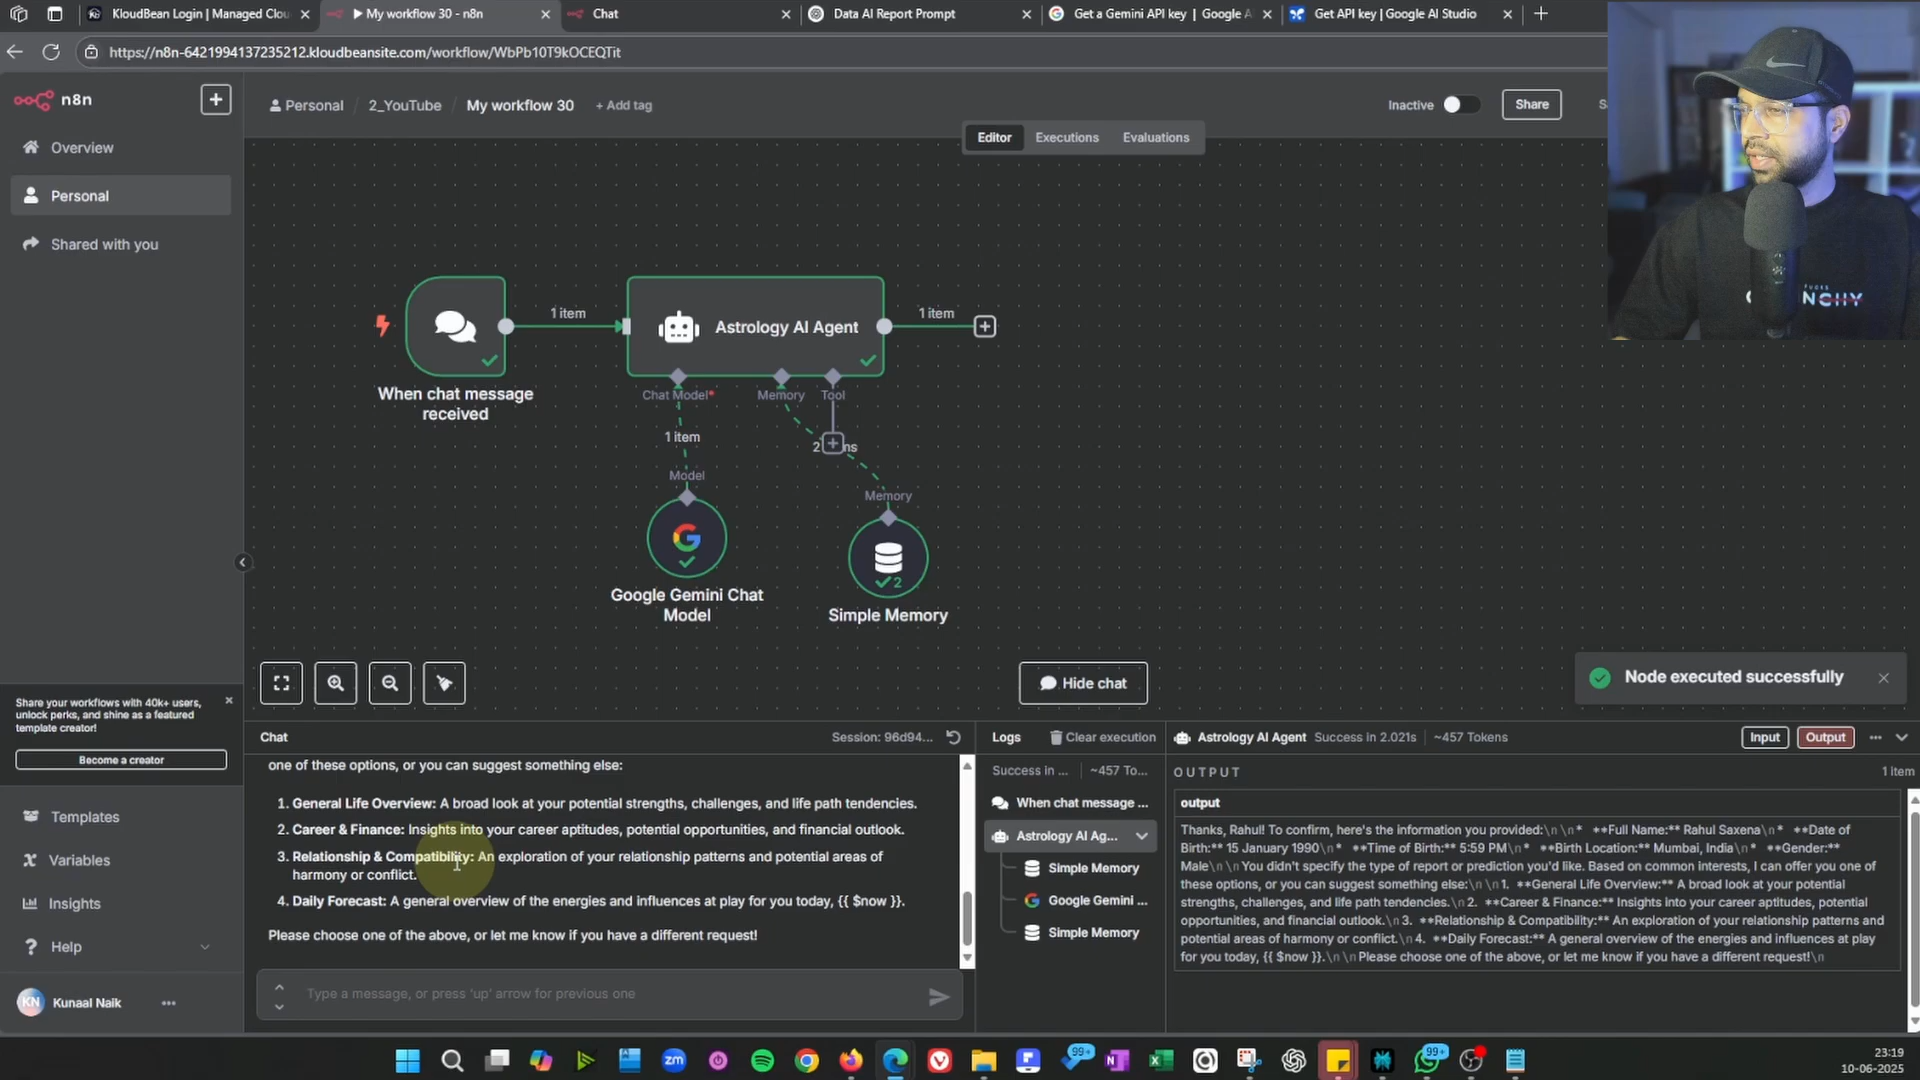 KloudBean Login | Managed Clou
My workflow 30 - n8n
Chat
Data AI Report Prompt
Get a Gemini API key | Google A
Get API key | Google AI Studio
https://n8n-6421994137235212.kloudbeansite.com/workflow/WbPb10T9kOCEQTit
n8n
Personal / 2_YouTube / My workflow 30 + Add tag
Inactive
Share
S
Editor
Executions
Evaluations
Overview
Personal
Shared with you
1 item
Astrology AI Agent
1 item
When chat message
received
Chat Model*
Memory
Tool
1 item
2
ms
Model
Memory
Google Gemini Chat
Model
2
Simple Memory
Hide chat
Node executed successfully
Share your workflows with 40k+ users,
unlock perks, and shine as a featured
template creator!
Become a creator
Templates
Variables
Insights
Help
KN
Kunaal Naik
Chat
Session: 96d94...
one of these options, or you can suggest something else:
1. General Life Overview: A broad look at your potential strengths, challenges, and life path tendencies.
2. Career & Finance: Insights into your career aptitudes, potential opportunities, and financial outlook.
3. Relationship & Compatibility: An exploration of your relationship patterns and potential areas of
harmony or conflict.
4. Daily Forecast: A general overview of the energies and influences at play for you today, {{ $now }}.
Please choose one of the above, or let me know if you have a different request!
Type a message, or press 'up' arrow for previous one
Logs
Clear execution
Success in ...
~457 To...
When chat message ...
Astrology AI Ag...
Simple Memory
Google Gemini ...
Simple Memory
Astrology AI Agent
Success in 2.021s | ~457 Tokens
Input
Output
OUTPUT
1 item
output
Thanks, Rahul! To confirm, here's the information you provided:\n \n * **Full Name:** Rahul Saxena\n * **Date of
Birth:** 15 January 1990\n * **Time of Birth:** 5:59 PM\n * **Birth Location:** Mumbai, India\n * **Gender:**
Male\n \n You didn't specify the type of report or prediction you'd like. Based on common interests, I can offer you one of
these options, or you can suggest something else:\n \n1. **General Life Overview:** A broad look at your potential
strengths, challenges, and life path tendencies.\n2. **Career & Finance:** Insights into your career aptitudes, potential
opportunities, and financial outlook.\n3. **Relationship & Compatibility:** An exploration of your relationship patterns and
potential areas of harmony or conflict.\n4. **Daily Forecast:** A general overview of the energies and influences at play
for you today, {{ $now }}.\n \n Please choose one of the above, or let me know if you have a different request!\n
zm
99+
99+
23:19
10-06-2025